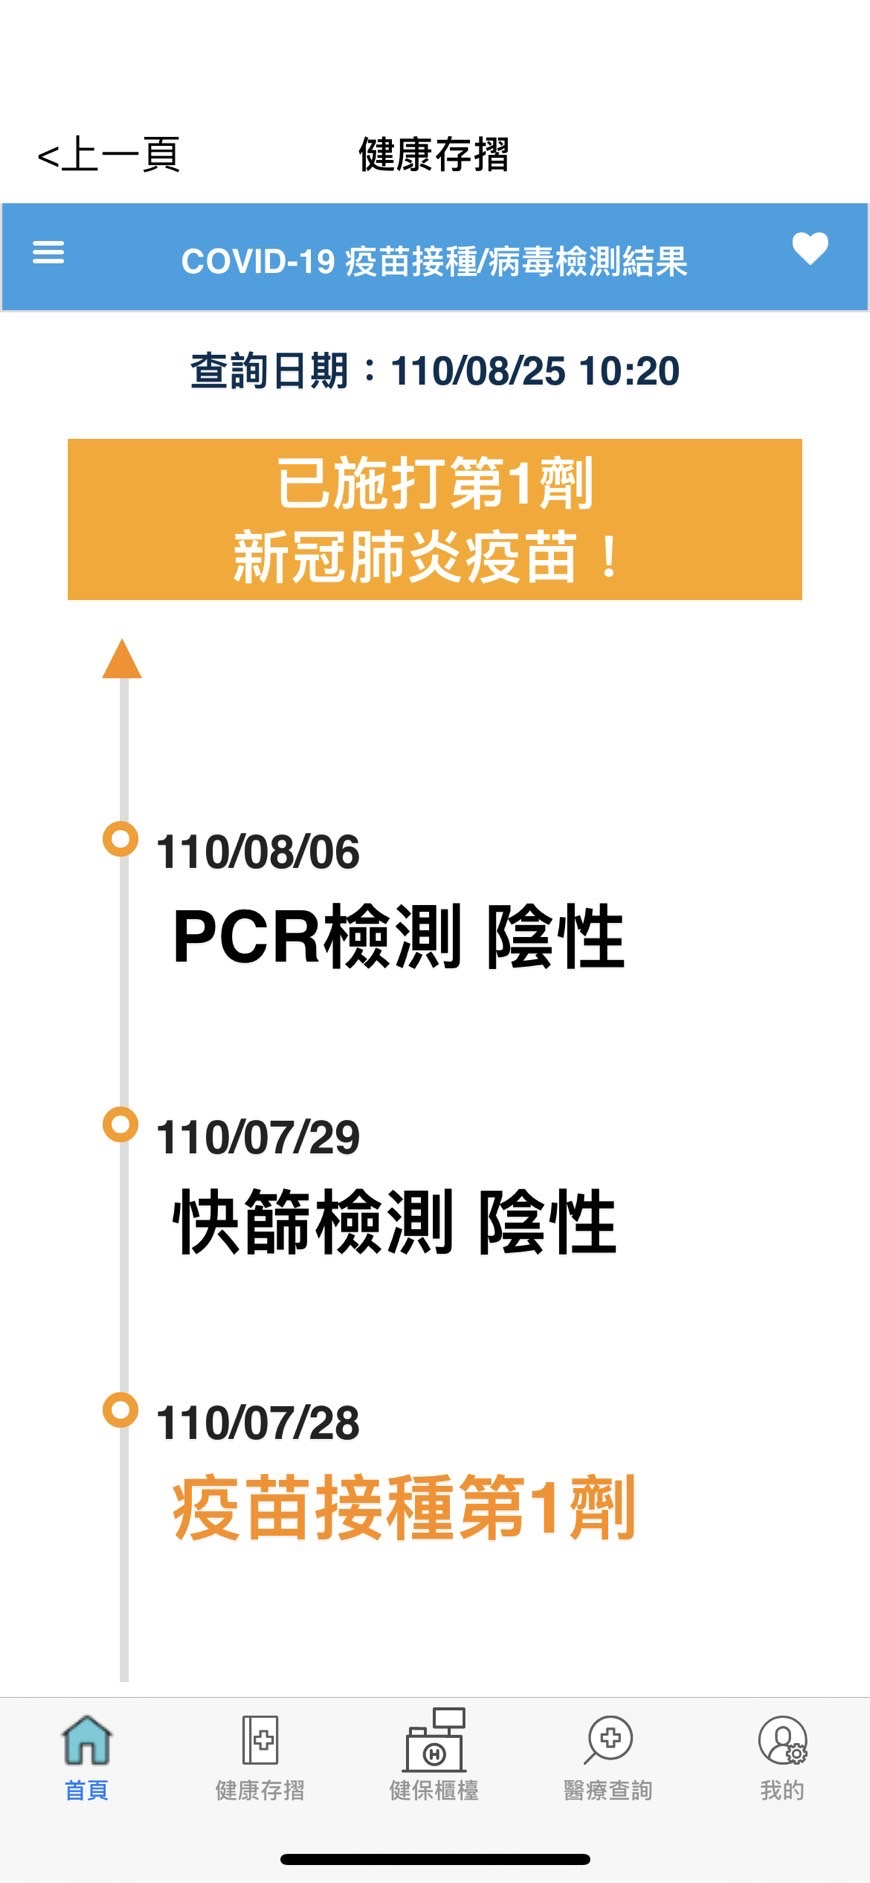 <上一頁 健康存摺
COVID-19 疫苗接種/病毒檢測結果
查詢日期：110/08/25 10:20
已施打第1劑
新冠肺炎疫苗！
110/08/06
PCR檢測 陰性
110/07/29
快篩檢測 陰性
110/07/28
疫苗接種第1劑
首頁 健康存摺 健保櫃檯 醫療查詢 我的